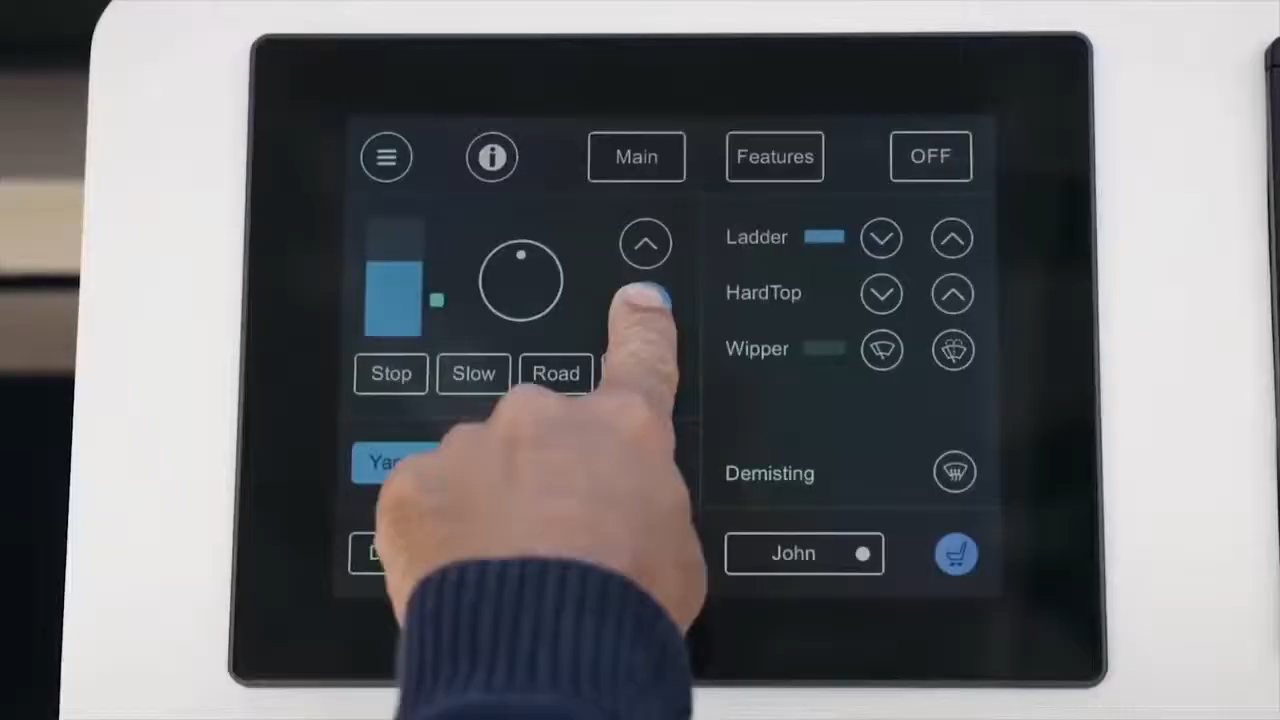 Main Features OFF
Ladder
HardTop
Wipper
Stop Slow Road
Demisting
John